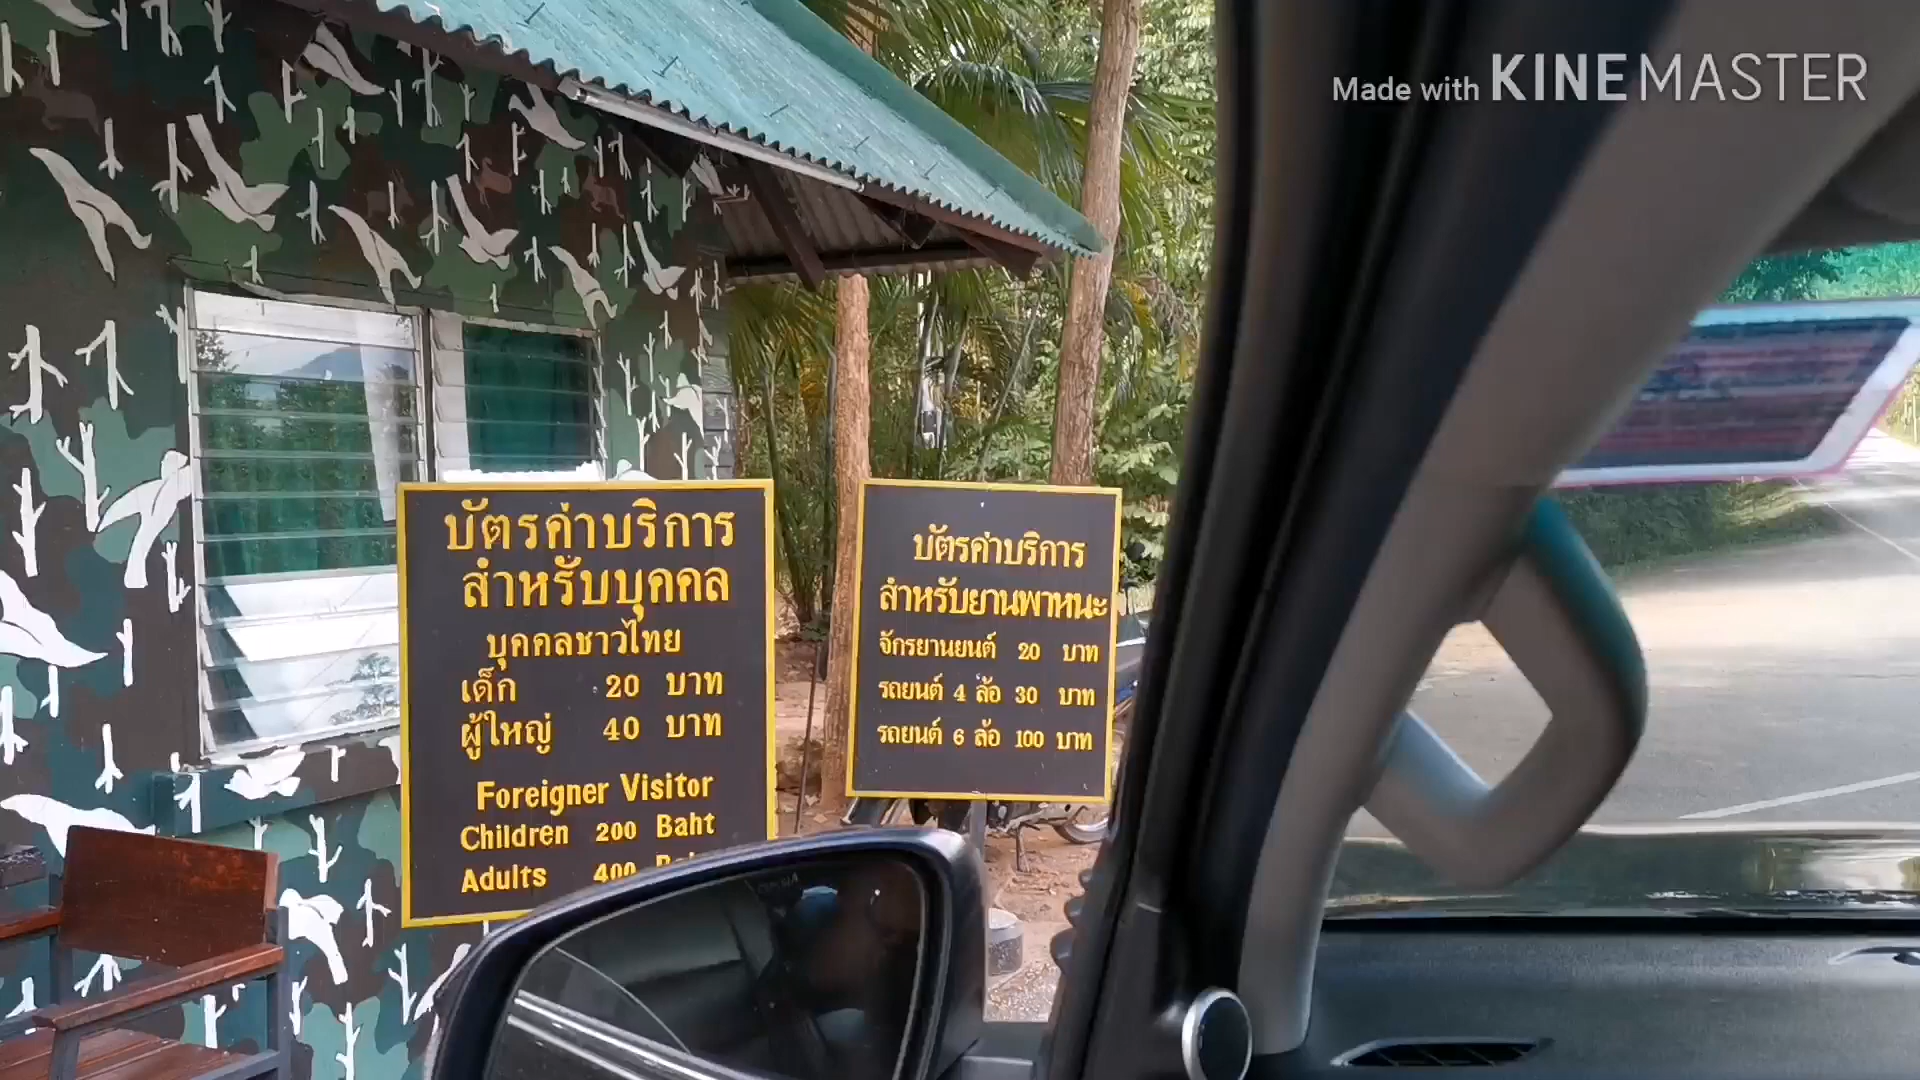 Made with KINEMASTER
บัตรค่าบริการ
สำหรับบุคคล
บุคคลชาวไทย
เด็ก 20 บาท
ผู้ใหญ่ 40 บาท
Foreigner Visitor
Children 200 Baht
Adults 400
บัตรค่าบริการ
สำหรับยานพาหนะ
จักรยานยนต์ 20 บาท
รถยนต์ 4 ล้อ 30 บาท
รถยนต์ 6 ล้อ 100 บาท